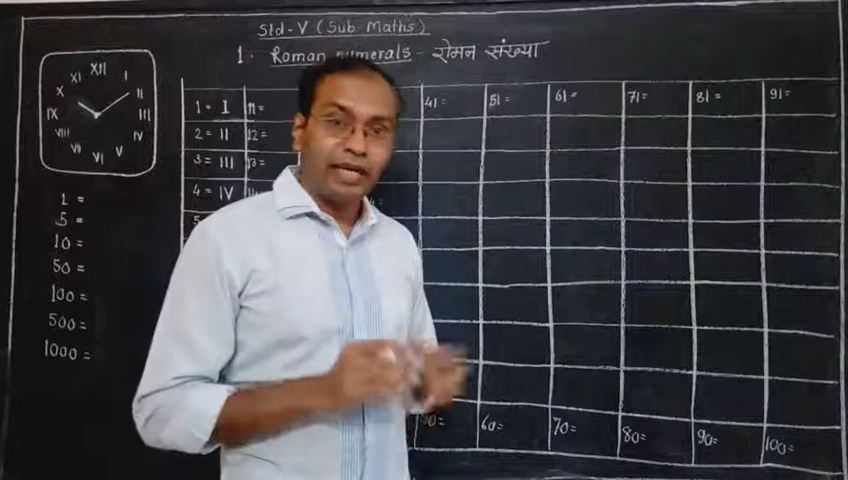 Std-V (Sub Maths)
1. Roman numerals - रोमन संख्या
XII
XI I
X II
IX III
VIII IV
VII V
VI
1 = I 11= 41= 51= 61= 71= 81= 91=
2 = II 12=
3 = III 13=
4 = IV
1 =
5 =
10 =
50 =
100 =
500 =
1000 =
60= 70= 80= 90= 100=